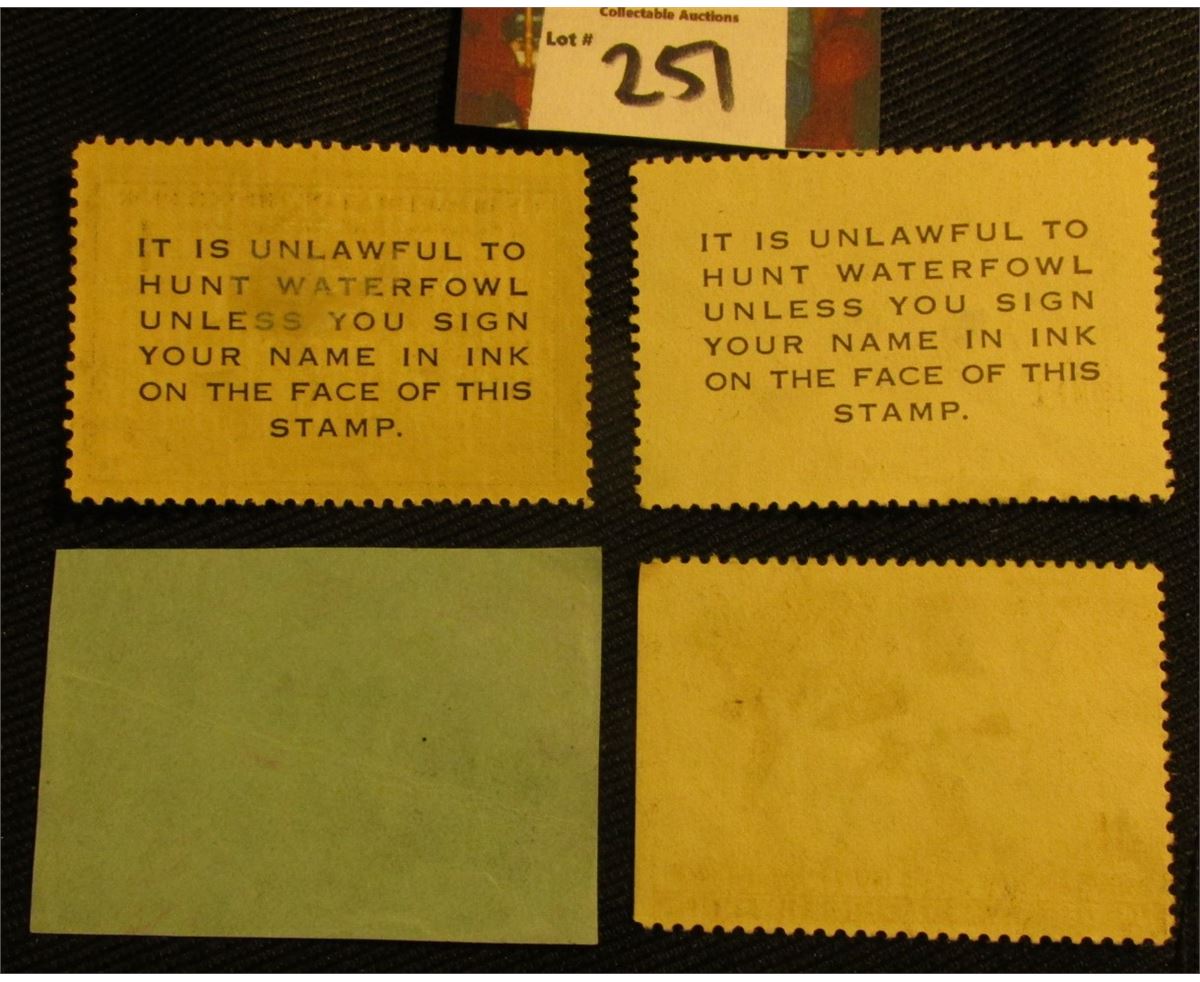 Collectable Auctions
Lot #
251
IT IS UNLAWFUL TO
HUNT WATERFOWL
UNLESS YOU SIGN
YOUR NAME IN INK
ON THE FACE OF THIS
STAMP.
IT IS UNLAWFUL TO
HUNT WATERFOWL
UNLESS YOU SIGN
YOUR NAME IN INK
ON THE FACE OF THIS
STAMP.